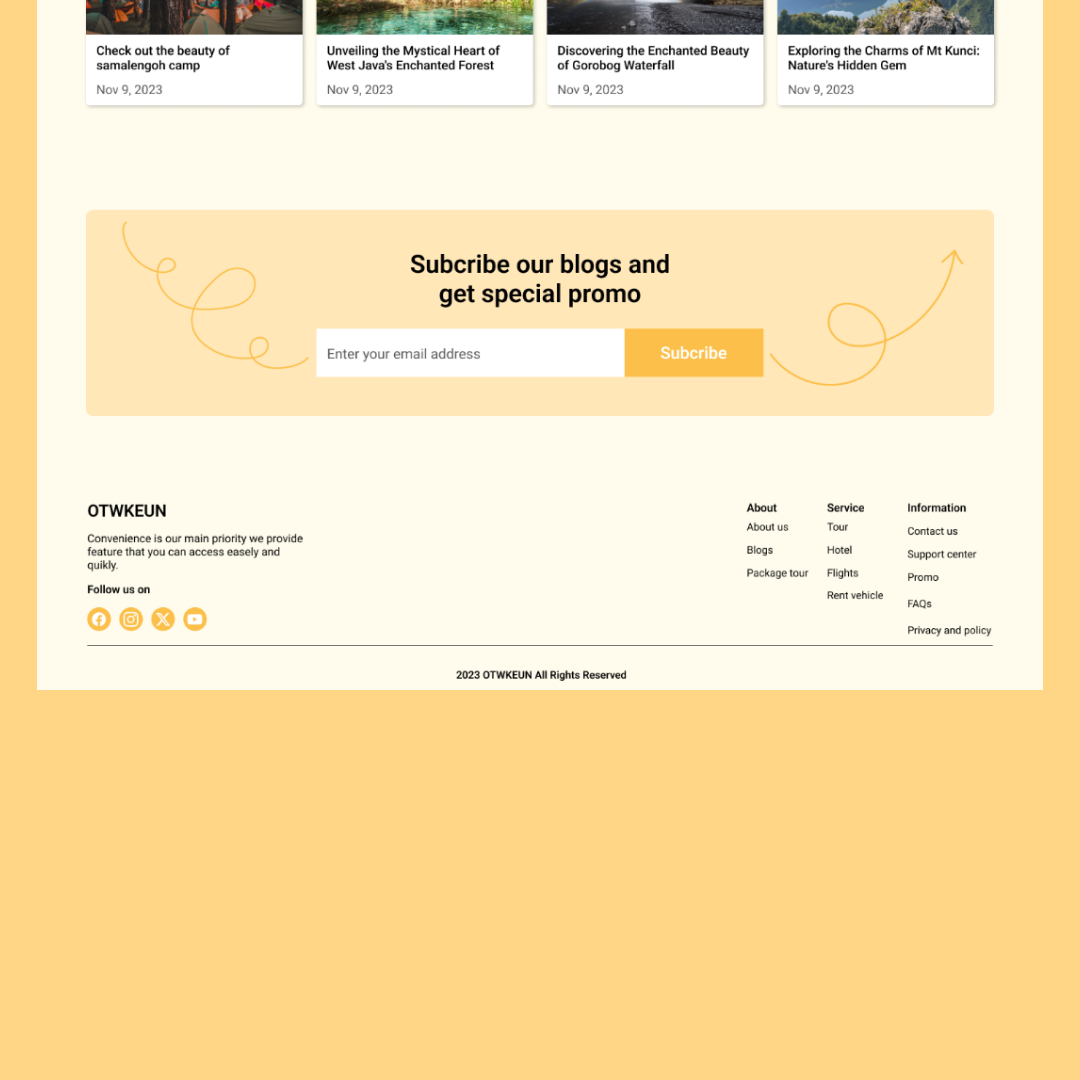 Check out the beauty of
samalengoh camp
Nov 9, 2023
Unveiling the Mystical Heart of
West Java's Enchanted Forest
Nov 9, 2023
Discovering the Enchanted Beauty
of Gorobog Waterfall
Nov 9, 2023
Exploring the Charms of Mt Kunci:
Nature's Hidden Gem
Nov 9, 2023
Subcribe our blogs and
get special promo
Enter your email address
Subcribe
OTWKEUN
Convenience is our main priority we provide
feature that you can access easely and
quikly.
Follow us on
About
About us
Blogs
Package tour
Service
Tour
Hotel
Flights
Rent vehicle
Information
Contact us
Support center
Promo
FAQs
Privacy and policy
2023 OTWKEUN All Rights Reserved